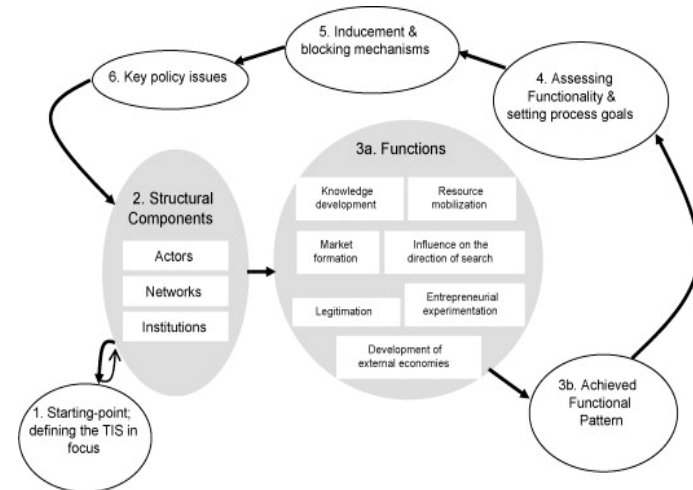 5. Inducement &
blocking mechanisms
6. Key policy issues
4. Assessing
Functionality &
setting process goals
3a. Functions
2. Structural
Components
Knowledge
development
Resource
mobilization
Actors
Market
formation
Influence on the
direction of search
Networks
Institutions
Legitimation
Entrepreneurial
experimentation
Development of
external economies
1. Starting-point;
defining the TIS in
focus
3b. Achieved
Functional
Pattern